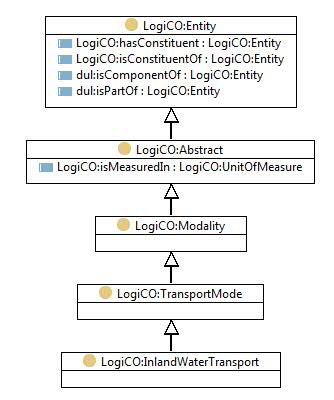 LogiCO:Entity
LogiCO:hasConstituent : LogiCO:Entity
LogiCO:isConstituentOf : LogiCO:Entity
dul:isComponentOf : LogiCO:Entity
dul:isPartOf : LogiCO:Entity
LogiCO:Abstract
LogiCO:isMeasuredIn : LogiCO:UnitOfMeasure
LogiCO:Modality
LogiCO:TransportMode
LogiCO:InlandWaterTransport